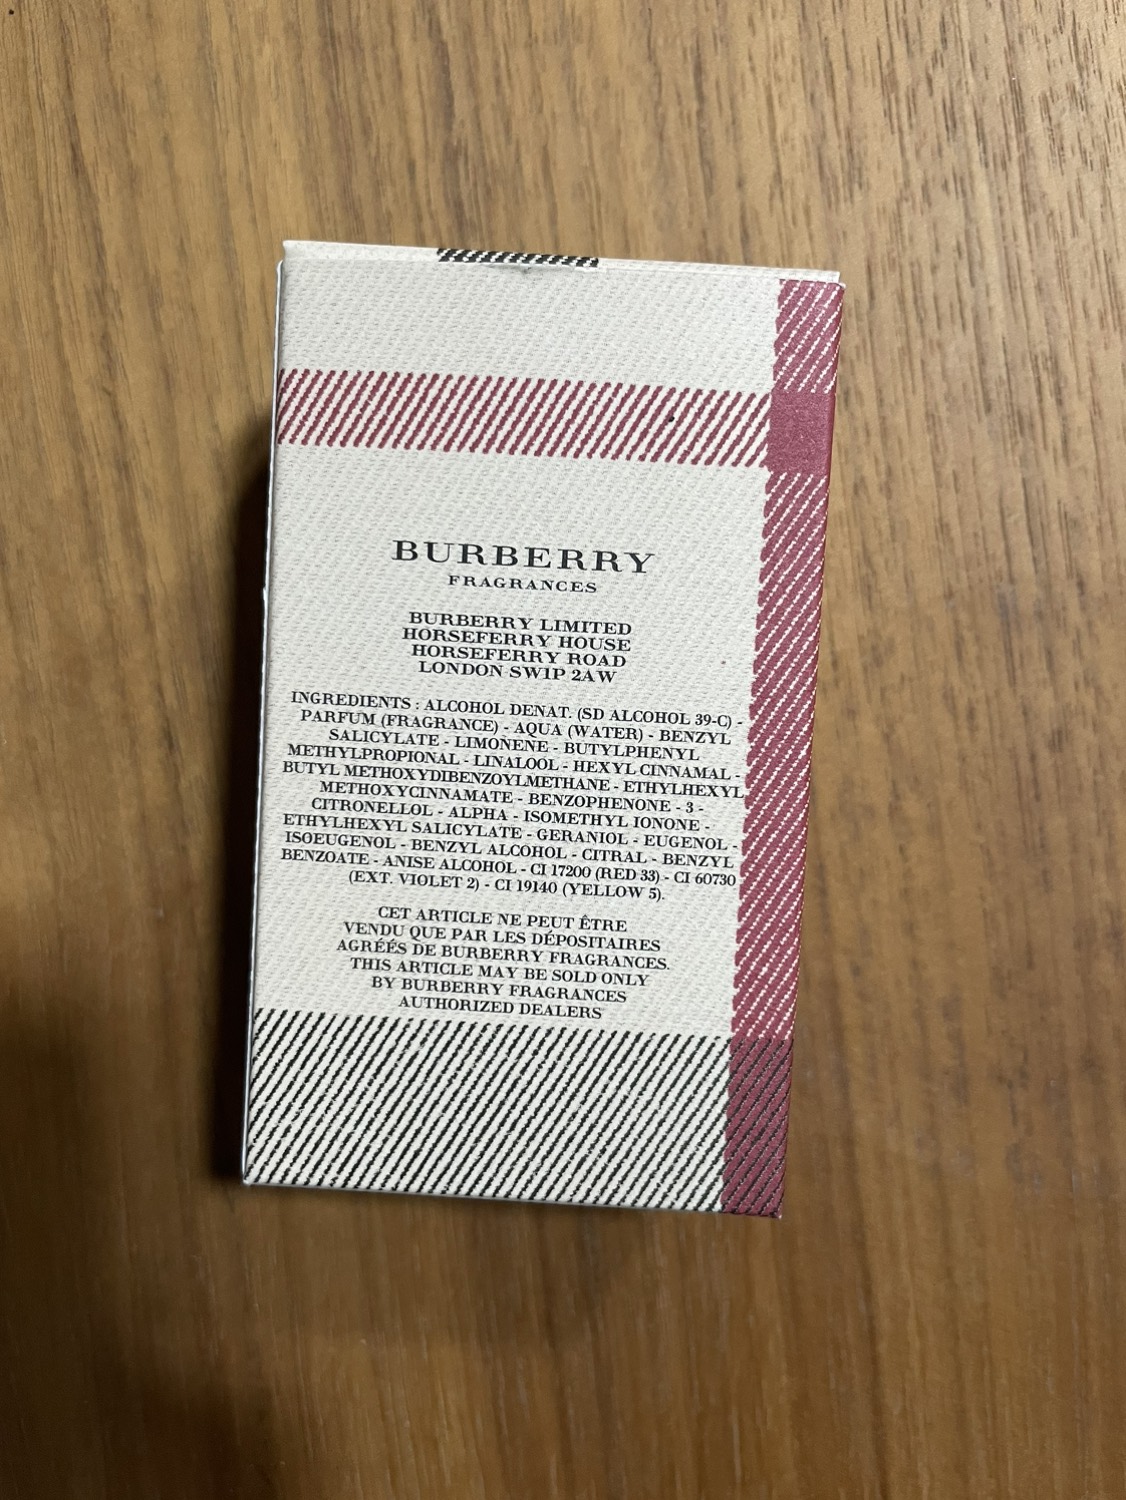 BURBERRY
FRAGRANCES
BURBERRY LIMITED
HORSEFERRY HOUSE
HORSEFERRY ROAD
LONDON SW1P 2AW
INGREDIENTS : ALCOHOL DENAT. (SD ALCOHOL 39-C) -
PARFUM (FRAGRANCE) - AQUA (WATER) - BENZYL
SALICYLATE - LIMONENE - BUTYLPHENYL
METHYLPROPIONAL - LINALOOL - HEXYL CINNAMAL -
BUTYL METHOXYDIBENZOYLMETHANE - ETHYLHEXYL
METHOXYCINNAMATE - BENZOPHENONE - 3 -
CITRONELLOL - ALPHA - ISOMETHYL IONONE -
ETHYLHEXYL SALICYLATE - GERANIOL - EUGENOL -
ISOEUGENOL - BENZYL ALCOHOL - CITRAL - BENZYL
BENZOATE - ANISE ALCOHOL - CI 17200 (RED 33) - CI 60730
(EXT. VIOLET 2) - CI 19140 (YELLOW 5).
CET ARTICLE NE PEUT ÊTRE
VENDU QUE PAR LES DÉPOSITAIRES
AGRÉÉS DE BURBERRY FRAGRANCES.
THIS ARTICLE MAY BE SOLD ONLY
BY BURBERRY FRAGRANCES
AUTHORIZED DEALERS